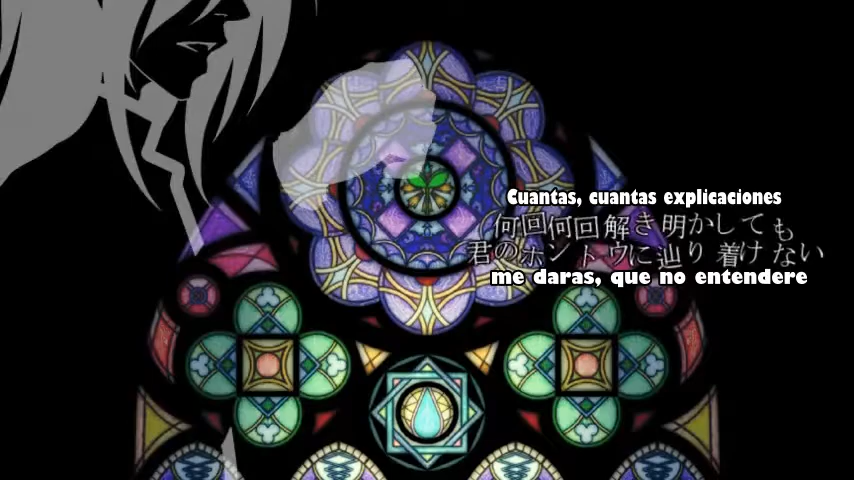 Cuantas, cuantas explicaciones
何回何回解き明かしても
君のホントウに辿り着けない
me daras, que no entendere